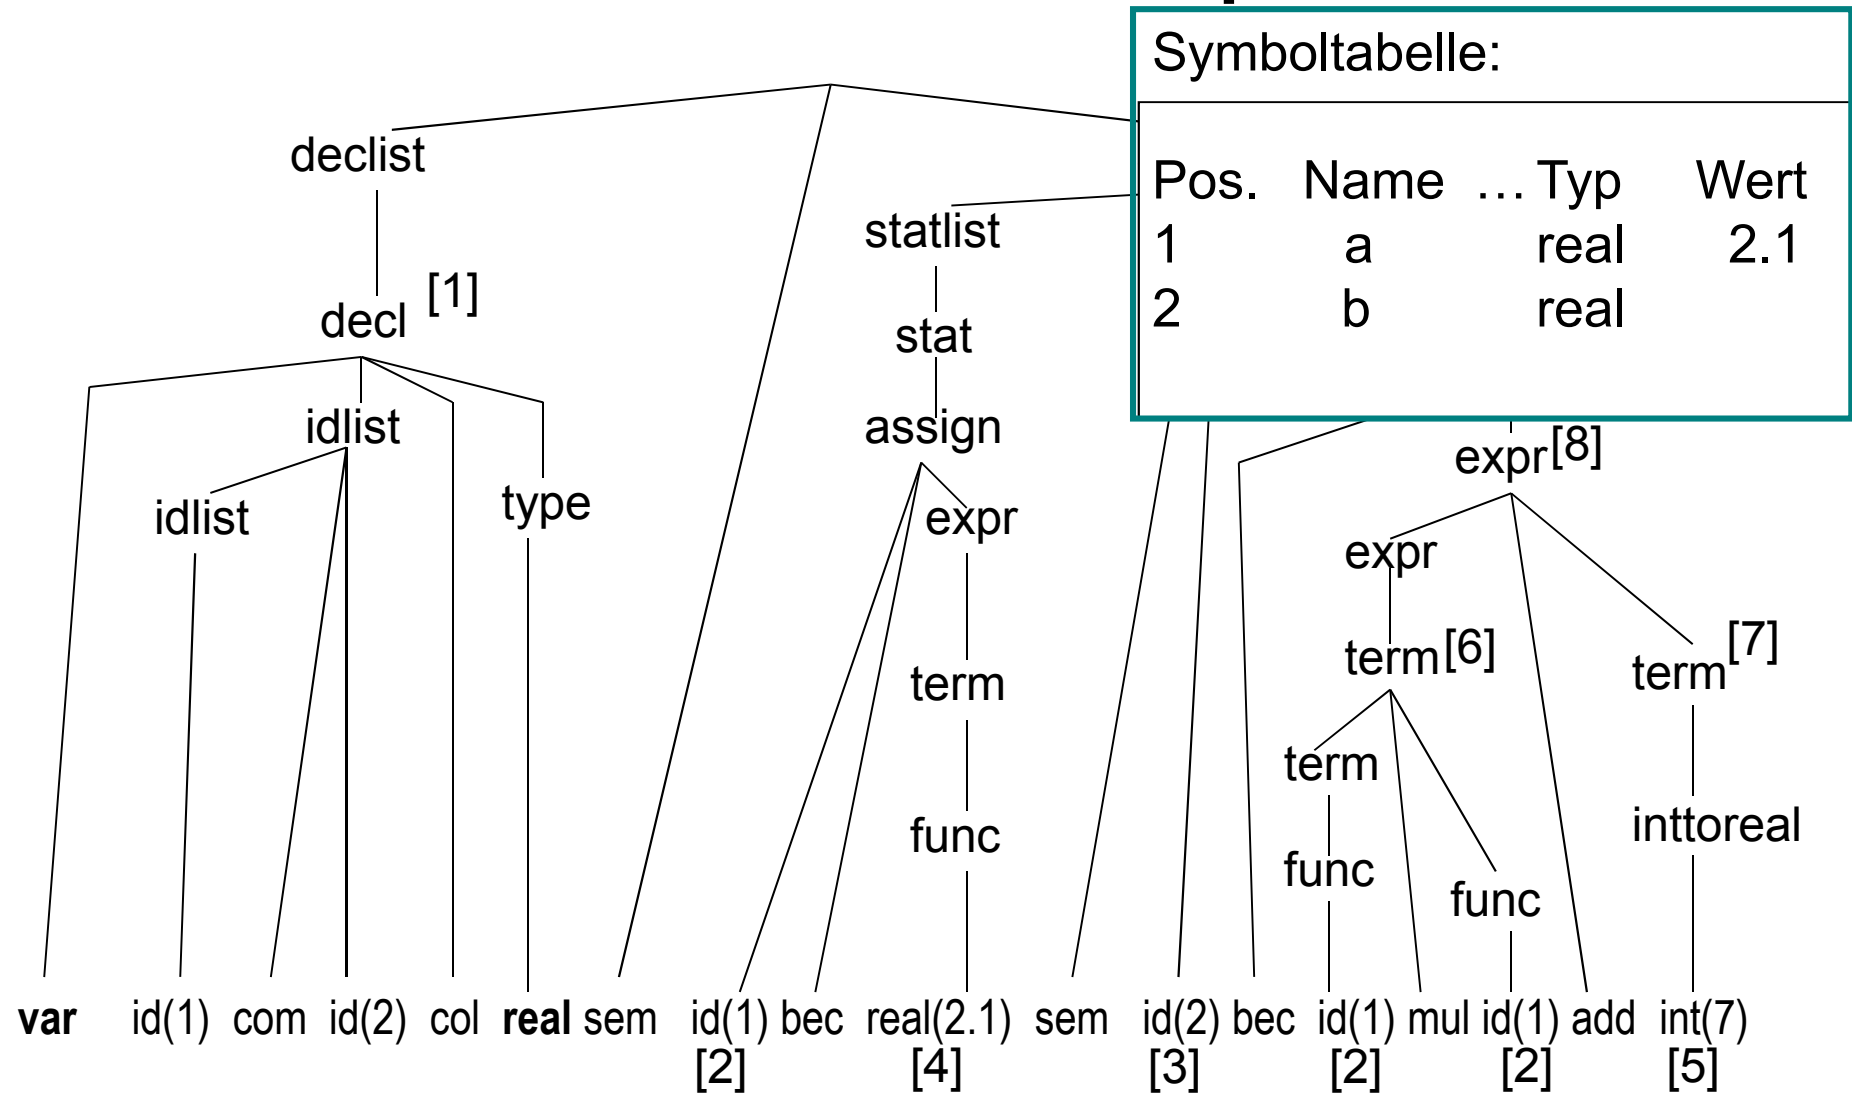 Symboltabelle:
Pos. Name ... Typ Wert
1 a real 2.1
2 b real
declist
statlist
decl [1]
stat
idlist
assign
expr[8]
idlist
type
expr
expr
term
term[6]
term[7]
term
func
inttoreal
func
func
var id(1) com id(2) col real sem id(1) bec real(2.1) sem id(2) bec id(1) mul id(1) add int(7)
[2] [4] [3] [2] [2] [5]